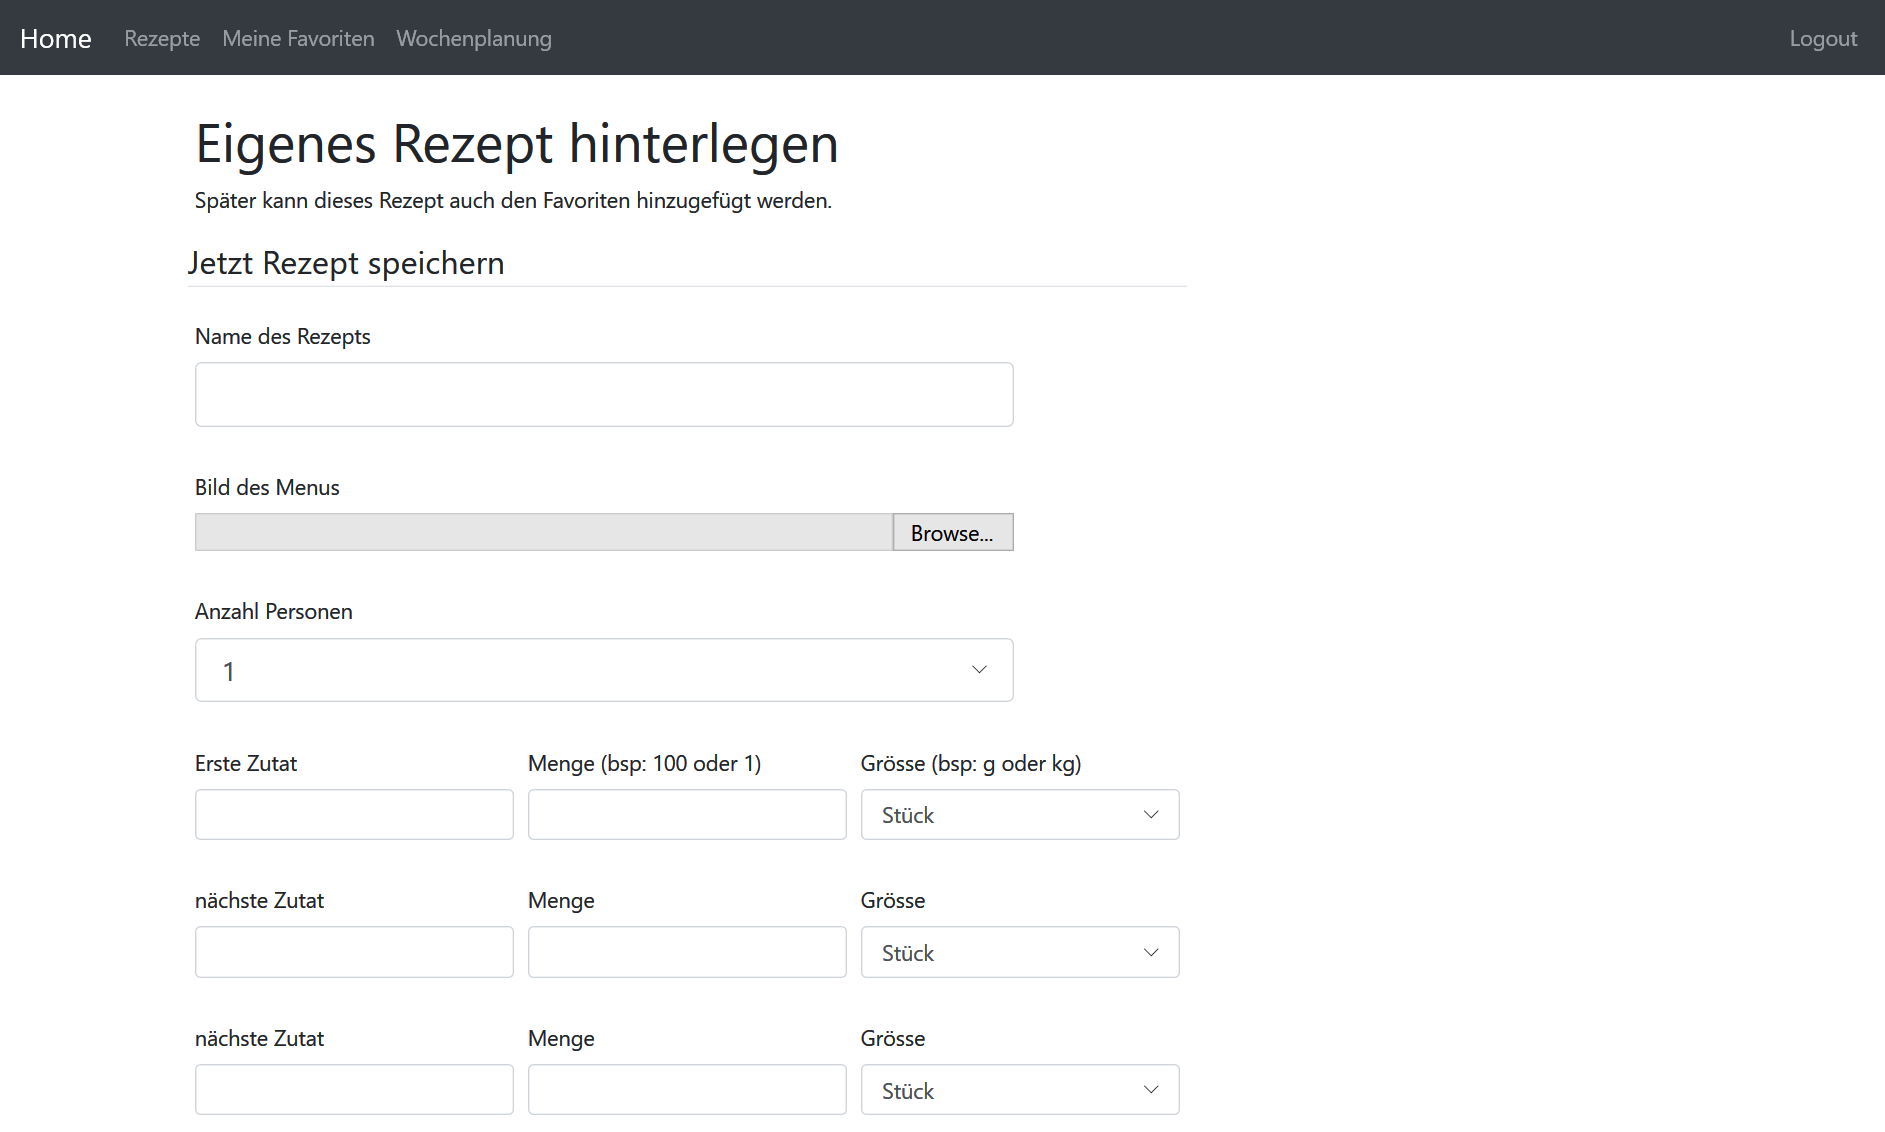 Home Rezepte Meine Favoriten Wochenplanung Logout
Eigenes Rezept hinterlegen
Später kann dieses Rezept auch den Favoriten hinzugefügt werden.
Jetzt Rezept speichern
Name des Rezepts
Bild des Menus
Browse...
Anzahl Personen
1
Erste Zutat Menge (bsp: 100 oder 1) Grösse (bsp: g oder kg)
Stück
nächste Zutat Menge Grösse
Stück
nächste Zutat Menge Grösse
Stück